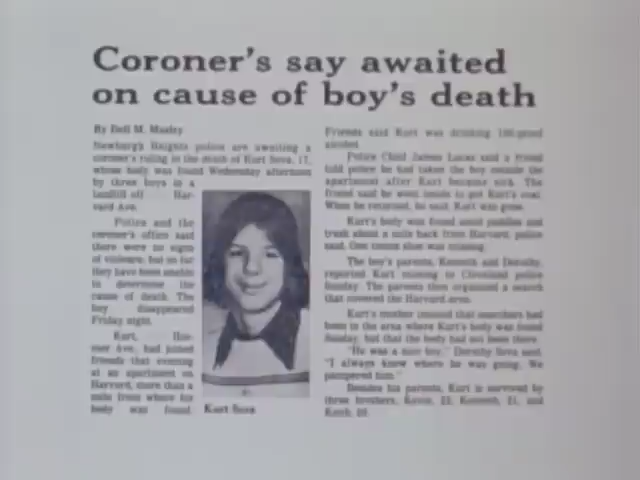 Coroner's say awaited
on cause of boy's death
By Dell M. Manley
Newburgh Heights police are awaiting a
coroner's ruling in the death of Kurt Sova, 17,
whose body was found Wednesday afternoon
by three boys in a
landfill off Har-
vard Ave.
Police and the
coroner's office said
there were no signs
of violence, but so far
they have been unable
to determine the
cause of death. The
boy disappeared
Friday night.
Kurt,
Ave. had joined
friends that evening
at an apartment on
Harvard, more than a
mile from where his
body was found.
Kurt Sova
Friends said Kurt was drinking 100-proof
alcohol.
Police Chief James Lucas said a friend
told police he had taken the boy outside the
apartment after Kurt became sick. The
friend said he went inside to get Kurt's coat.
When he returned, he said, Kurt was gone.
Kurt's body was found amid puddles and
trash about a mile back from Harvard, police
said. One tennis shoe was missing.
The boy's parents, Kenneth and Dorothy,
reported Kurt missing to Cleveland police
Sunday. The parents then organized a search
that covered the Harvard area.
Kurt's mother insisted that searchers had
been in the area where Kurt's body was found
Sunday, but that the body had not been there.
"He was a nice boy," Dorothy Sova said.
"I always knew where he was going. We
pampered him."
Besides his parents, Kurt is survived by
three brothers, Kevin, 22, Kenneth, 21, and
Keith, 20.